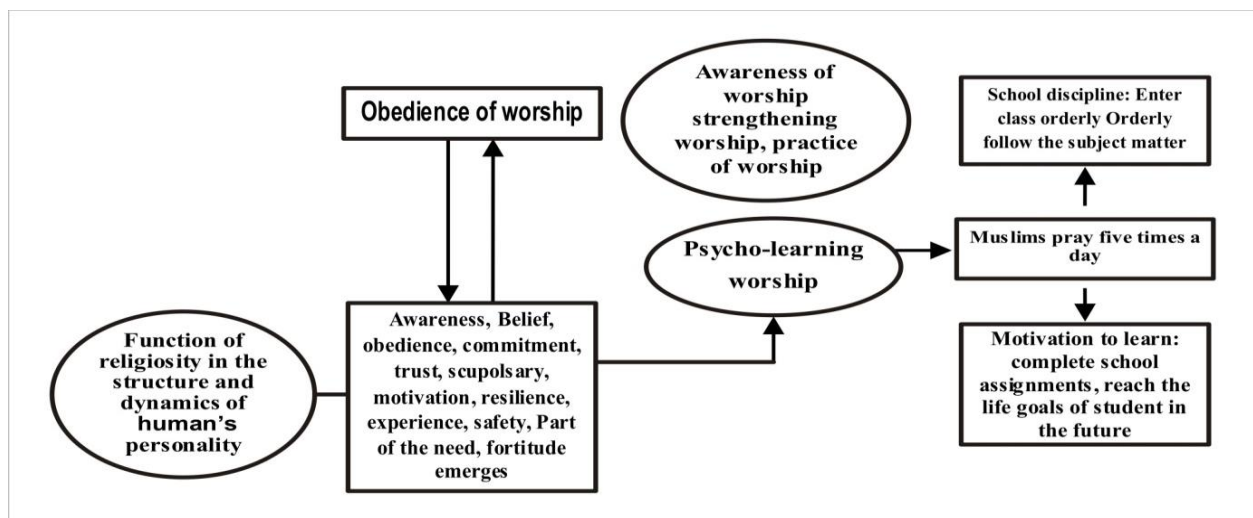 Obedience of worship
Awareness of
worship
strengthening
worship, practice
of worship
School discipline: Enter
class orderly Orderly
follow the subject matter
Psycho-learning
worship
Muslims pray five times a
day
Function of
religiosity in the
structure and
dynamics of
human's
personality
Awareness, Belief,
obedience, commitment,
trust, scupolsary,
motivation, resilience,
experience, safety, Part
of the need, fortitude
emerges
Motivation to learn:
complete school
assignments, reach the
life goals of student in
the future